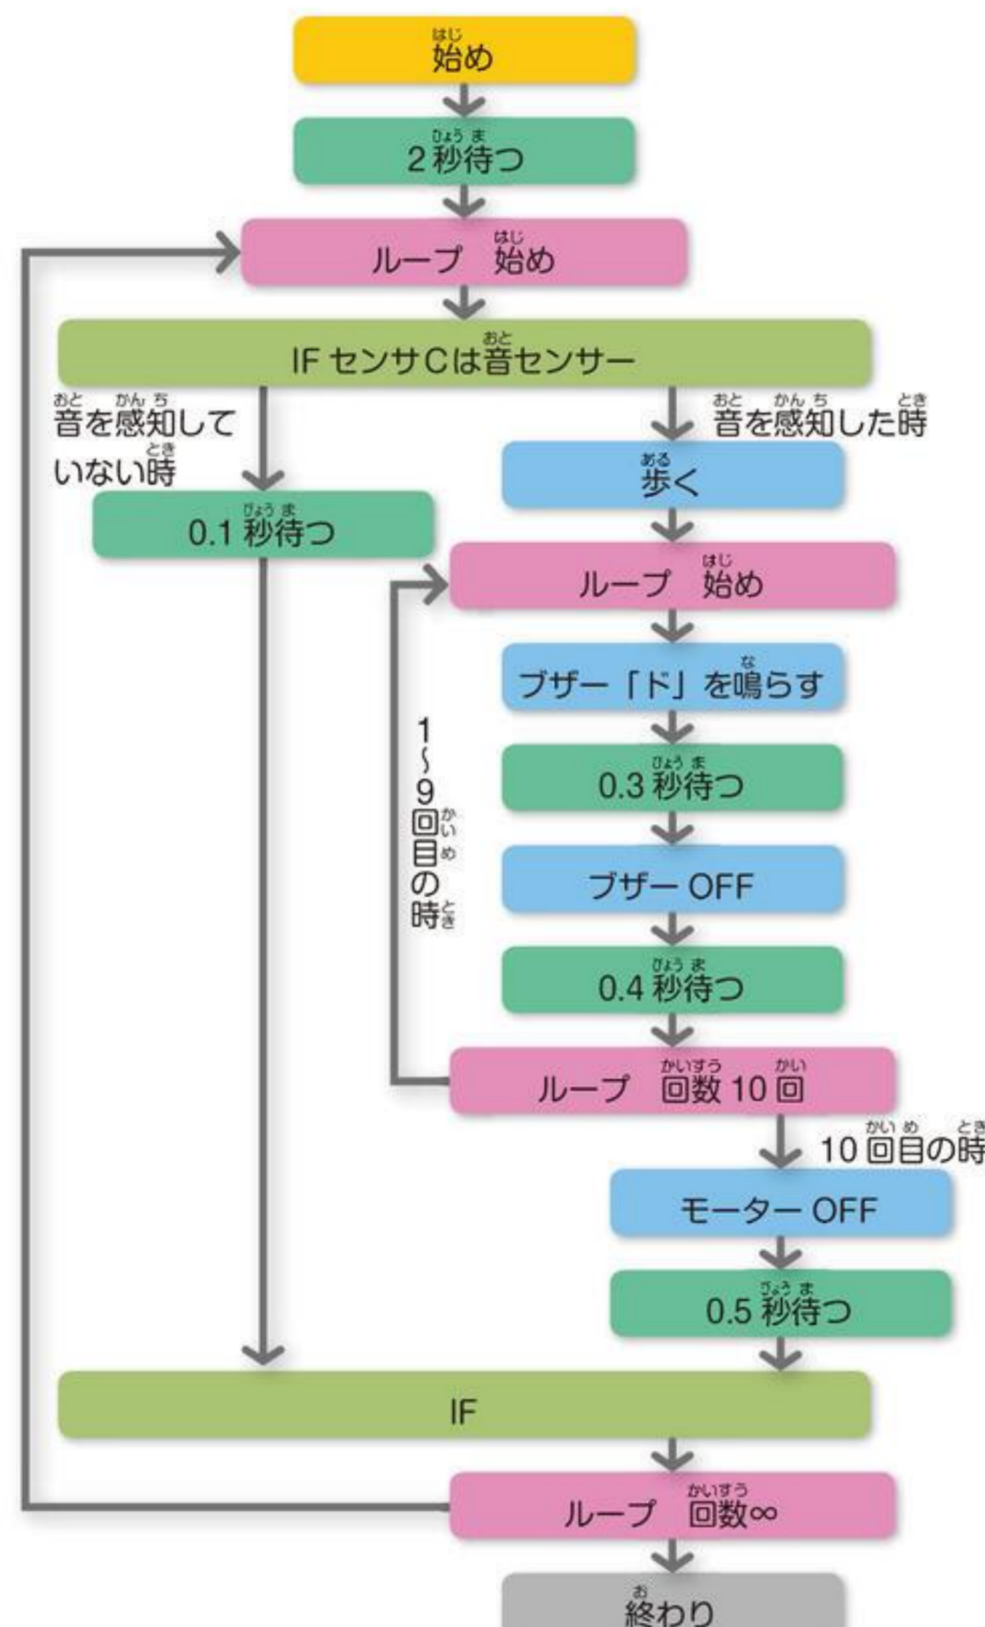 始め
2秒待つ
ループ　始め
IF センサCは音センサー
音を感知して
いない時
音を感知した時
歩く
0.1 秒待つ
ループ　始め
ブザー「ド」を鳴らす
1～9回目の時
0.3 秒待つ
ブザー OFF
0.4 秒待つ
ループ　回数 10 回
10 回目の時
モーター OFF
0.5 秒待つ
IF
ループ　回数∞
終わり